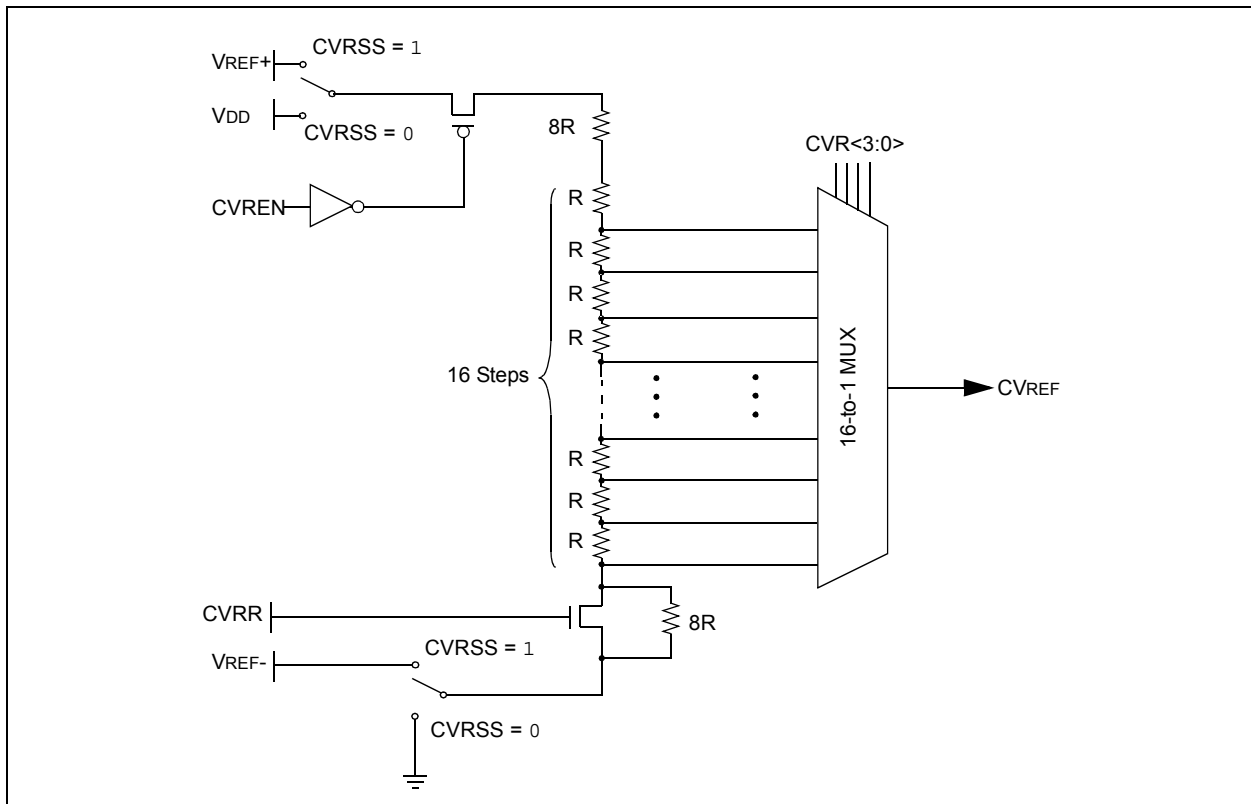 CVRSS = 1
VREF+
VDD
CVRSS = 0
8R
CVR<3:0>
CVREN
R
R
R
R
16 Steps
16-to-1 MUX
CVREF
R
R
R
CVRR
8R
CVRSS = 1
VREF-
CVRSS = 0